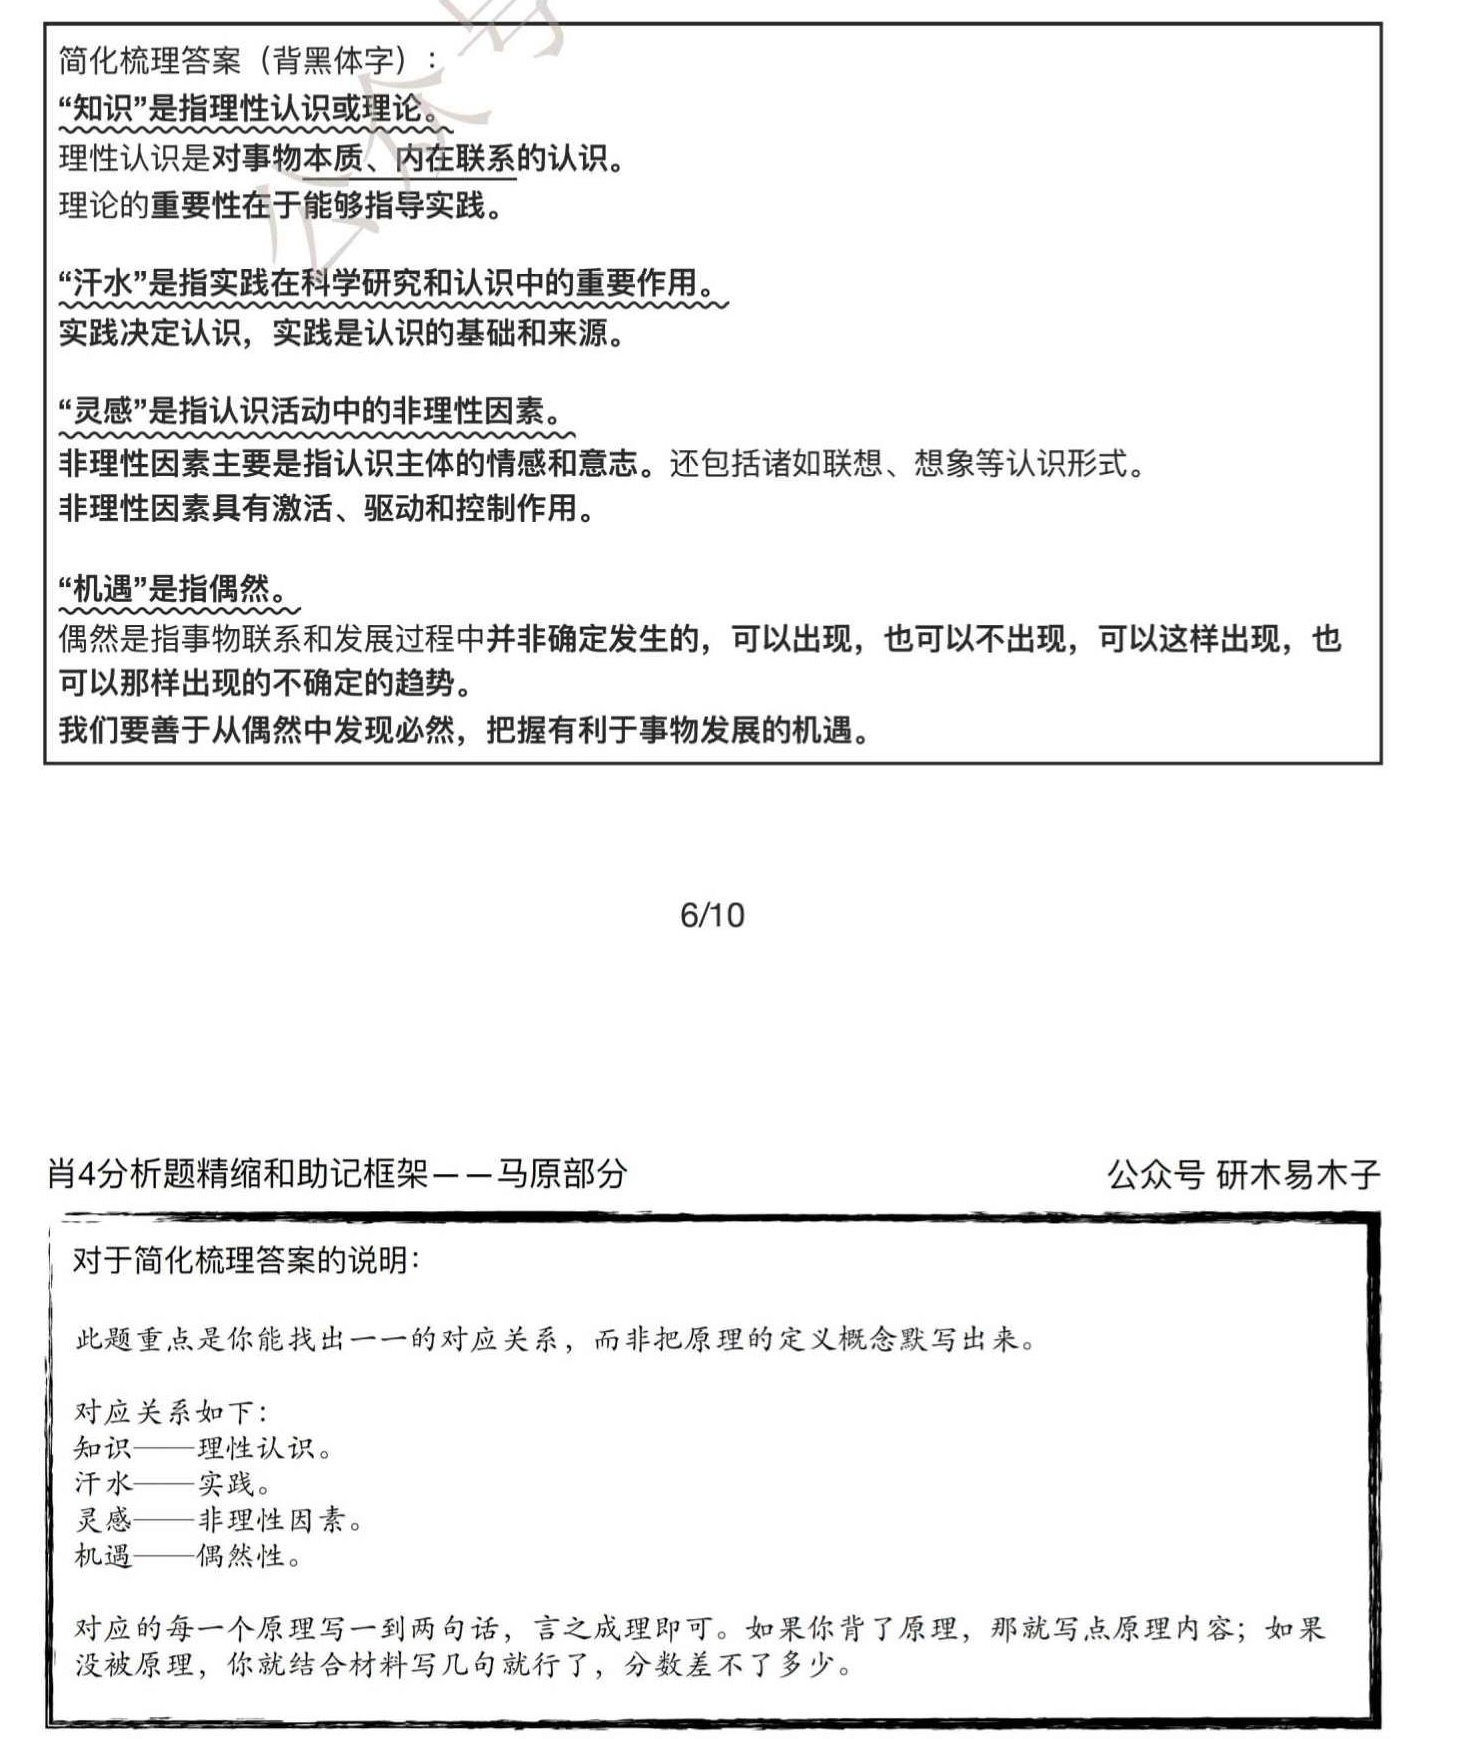 简化梳理答案（背黑体字）：
“知识”是指理性认识或理论。
理性认识是对事物本质、内在联系的认识。
理论的重要性在于能够指导实践。
“汗水”是指实践在科学研究和认识中的重要作用。
实践决定认识，实践是认识的基础和来源。
“灵感”是指认识活动中的非理性因素。
非理性因素主要是指认识主体的情感和意志。还包括诸如联想、想象等认识形式。
非理性因素具有激活、驱动和控制作用。
“机遇”是指偶然。
偶然是指事物联系和发展过程中并非确定发生的，可以出现，也可以不出现，可以这样出现，也
可以那样出现的不确定的趋势。
我们要善于从偶然中发现必然，把握有利于事物发展的机遇。
公众号
6/10
肖4分析题精缩和助记框架——马原部分 公众号 研木易木子
对于简化梳理答案的说明：
此题重点是你能找出一一的对应关系，而非把原理的定义概念默写出来。
对应关系如下：
知识——理性认识。
汗水——实践。
灵感——非理性因素。
机遇——偶然性。
对应的每一个原理写一到两句话，言之成理即可。如果你背了原理，那就写点原理内容；如果
没被原理，你就结合材料写几句就行了，分数差不了多少。